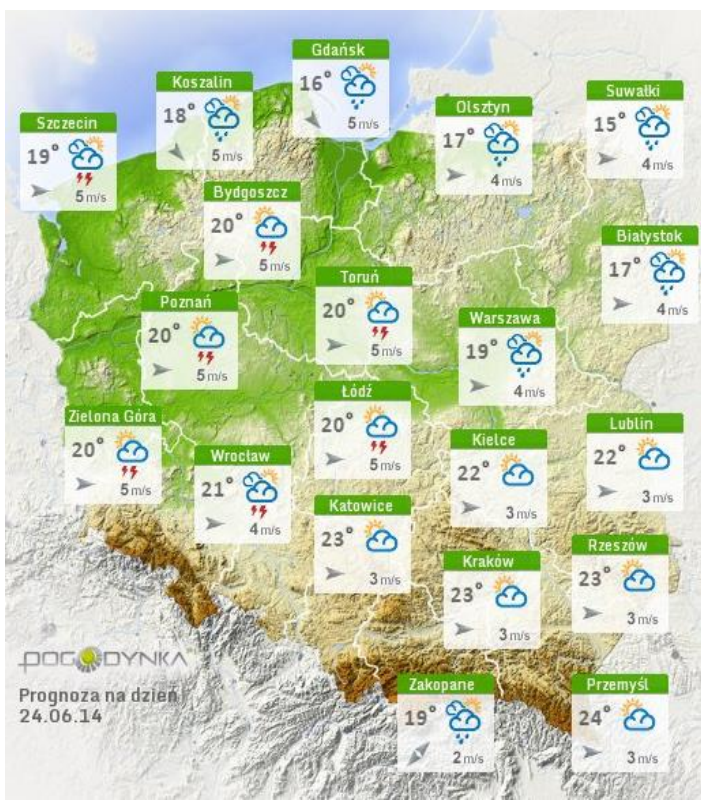 Gdańsk
16°
5 m/s
Koszalin
18°
5 m/s
Suwałki
15°
4 m/s
Olsztyn
17°
4 m/s
Szczecin
19°
5 m/s
Bydgoszcz
20°
5 m/s
Białystok
17°
4 m/s
Toruń
20°
5 m/s
Poznań
20°
5 m/s
Warszawa
19°
4 m/s
Łódź
20°
5 m/s
Zielona Góra
20°
5 m/s
Lublin
22°
3 m/s
Kielce
22°
3 m/s
Wrocław
21°
4 m/s
Katowice
23°
3 m/s
Rzeszów
23°
3 m/s
Kraków
23°
3 m/s
POGODYNKA
Prognoza na dzień
24.06.14
Zakopane
19°
2 m/s
Przemyśl
24°
3 m/s